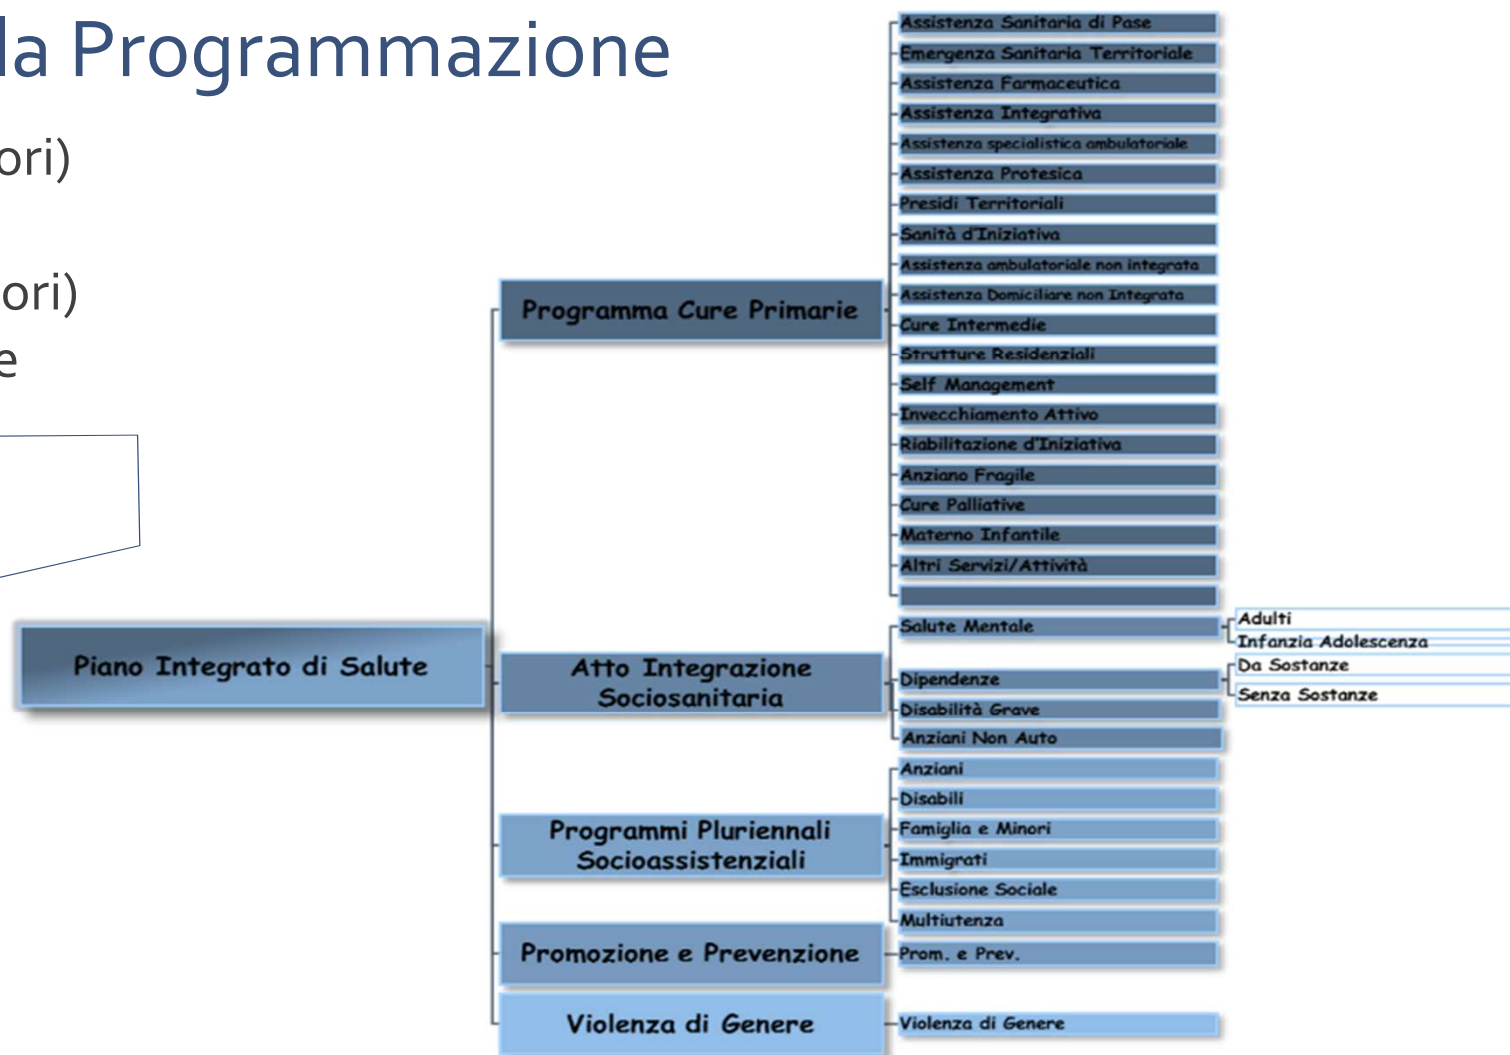 la Programmazione
ori)
ori)
e
Piano Integrato di Salute
Programma Cure Primarie
Assistenza Sanitaria di Pase
Emergenza Sanitaria Territoriale
Assistenza Farmaceutica
Assistenza Integrativa
Assistenza specialistica ambulatoriale
Assistenza Protesica
Presidi Territoriali
Sanità d'Iniziativa
Assistenza ambulatoriale non integrata
Assistenza Domiciliare non Integrata
Cure Intermedie
Strutture Residenziali
Self Management
Invecchiamento Attivo
Riabilitazione d'Iniziativa
Anziano Fragile
Cure Palliative
Materno Infantile
Altri Servizi/Attività
Atto Integrazione
Sociosanitaria
Salute Mentale
Adulti
Infanzia Adolescenza
Dipendenze
Da Sostanze
Senza Sostanze
Disabilità Grave
Anziani Non Auto
Programmi Pluriennali
Socioassistenziali
Anziani
Disabili
Famiglia e Minori
Immigrati
Esclusione Sociale
Multiutenza
Promozione e Prevenzione
Prom. e Prev.
Violenza di Genere
Violenza di Genere